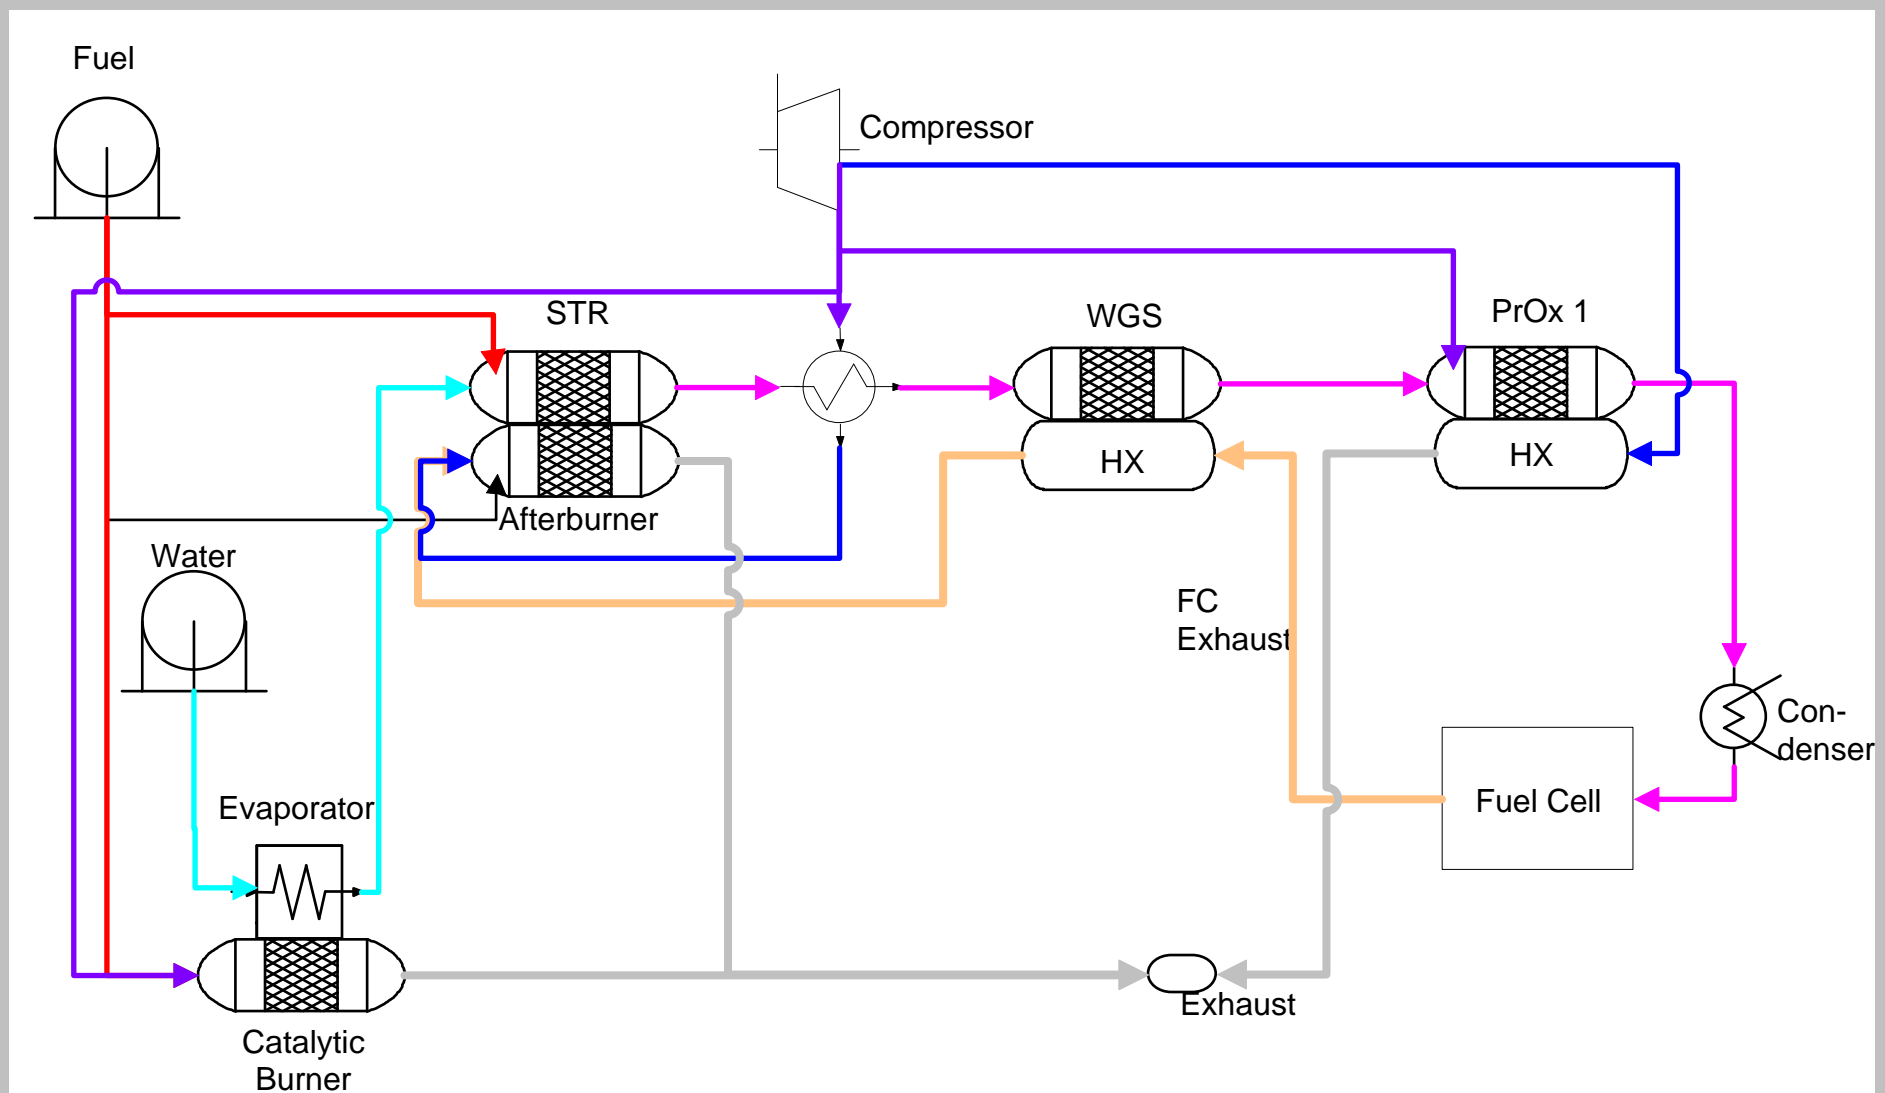 Fuel
Compressor
STR
WGS
PrOx 1
HX
HX
Afterburner
Water
FC
Exhaust
Con-
denser
Evaporator
Fuel Cell
Exhaust
Catalytic
Burner